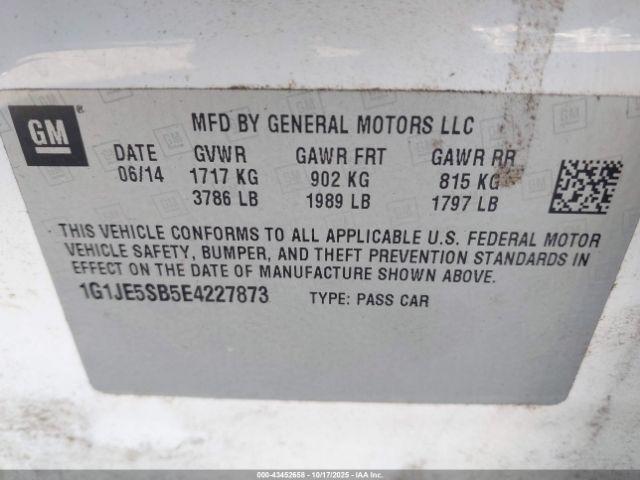 GM ®
MFD BY GENERAL MOTORS LLC
DATE GVWR GAWR FRT GAWR RR
06/14 1717 KG 902 KG 815 KG
3786 LB 1989 LB 1797 LB
THIS VEHICLE CONFORMS TO ALL APPLICABLE U.S. FEDERAL MOTOR
VEHICLE SAFETY, BUMPER, AND THEFT PREVENTION STANDARDS IN
EFFECT ON THE DATE OF MANUFACTURE SHOWN ABOVE.
1G1JE5SB5E4227873 TYPE: PASS CAR
000-43452658 - 10/17/2025 - IAAI.COM